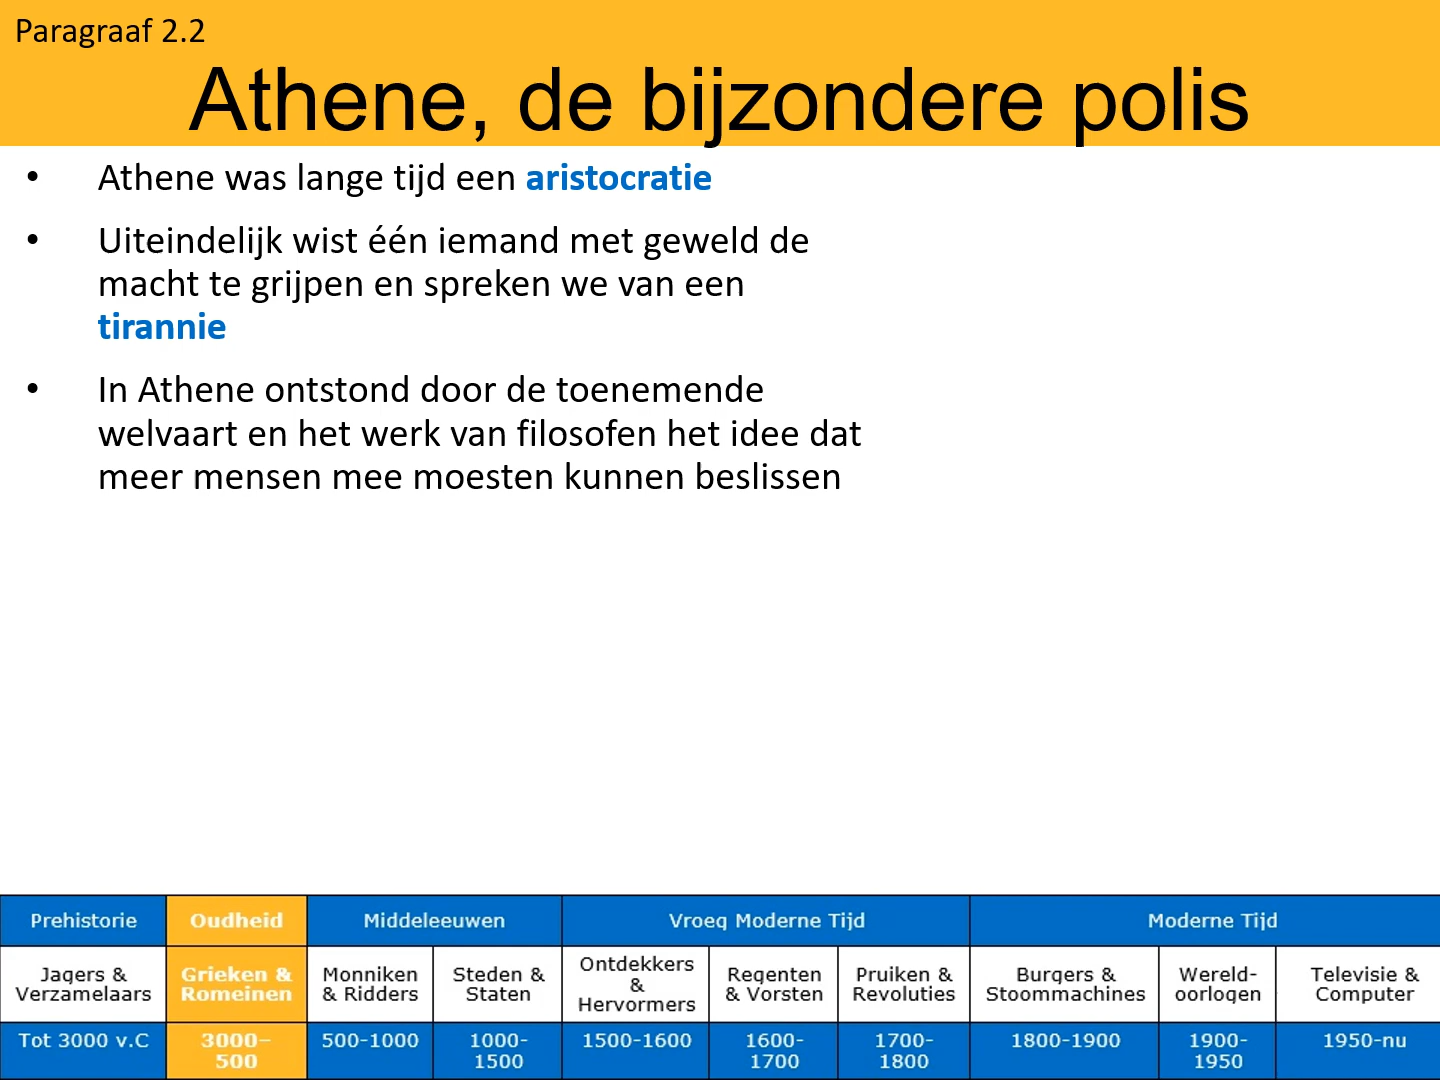 Paragraaf 2.2
Athene, de bijzondere polis
• Athene was lange tijd een aristocratie
• Uiteindelijk wist één iemand met geweld de
macht te grijpen en spreken we van een
tirannie
• In Athene ontstond door de toenemende
welvaart en het werk van filosofen het idee dat
meer mensen mee moesten kunnen beslissen
Prehistorie Oudheid Middeleeuwen Vroeg Moderne Tijd Moderne Tijd
Jagers &
Verzamelaars
Grieken &
Romeinen
Monniken
& Ridders
Steden &
Staten
Ontdekkers
&
Hervormers
Regenten
& Vorsten
Pruiken &
Revoluties
Burgers &
Stoommachines
Wereld-
oorlogen
Televisie &
Computer
Tot 3000 v.C
3000–
500
500-1000
1000-
1500
1500-1600
1600-
1700
1700-
1800
1800-1900
1900-
1950
1950-nu